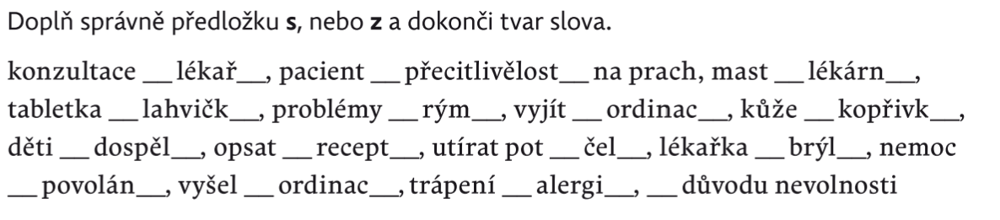 Doplň správně předložku s, nebo z a dokonči tvar slova.
konzultace __ lékař__, pacient __ přecitlivělost__ na prach, mast __ lékárn__,
tabletka __ lahvičk__, problémy __ rým__, vyjít __ ordinac__, kůže __ kopřivk__,
děti __ dospěl__, opsat __ recept__, utírat pot __ čel__, lékařka __ brýl__, nemoc
__ povolán__, vyšel __ ordinac__, trápení __ alergi__, __ důvodu nevolnosti